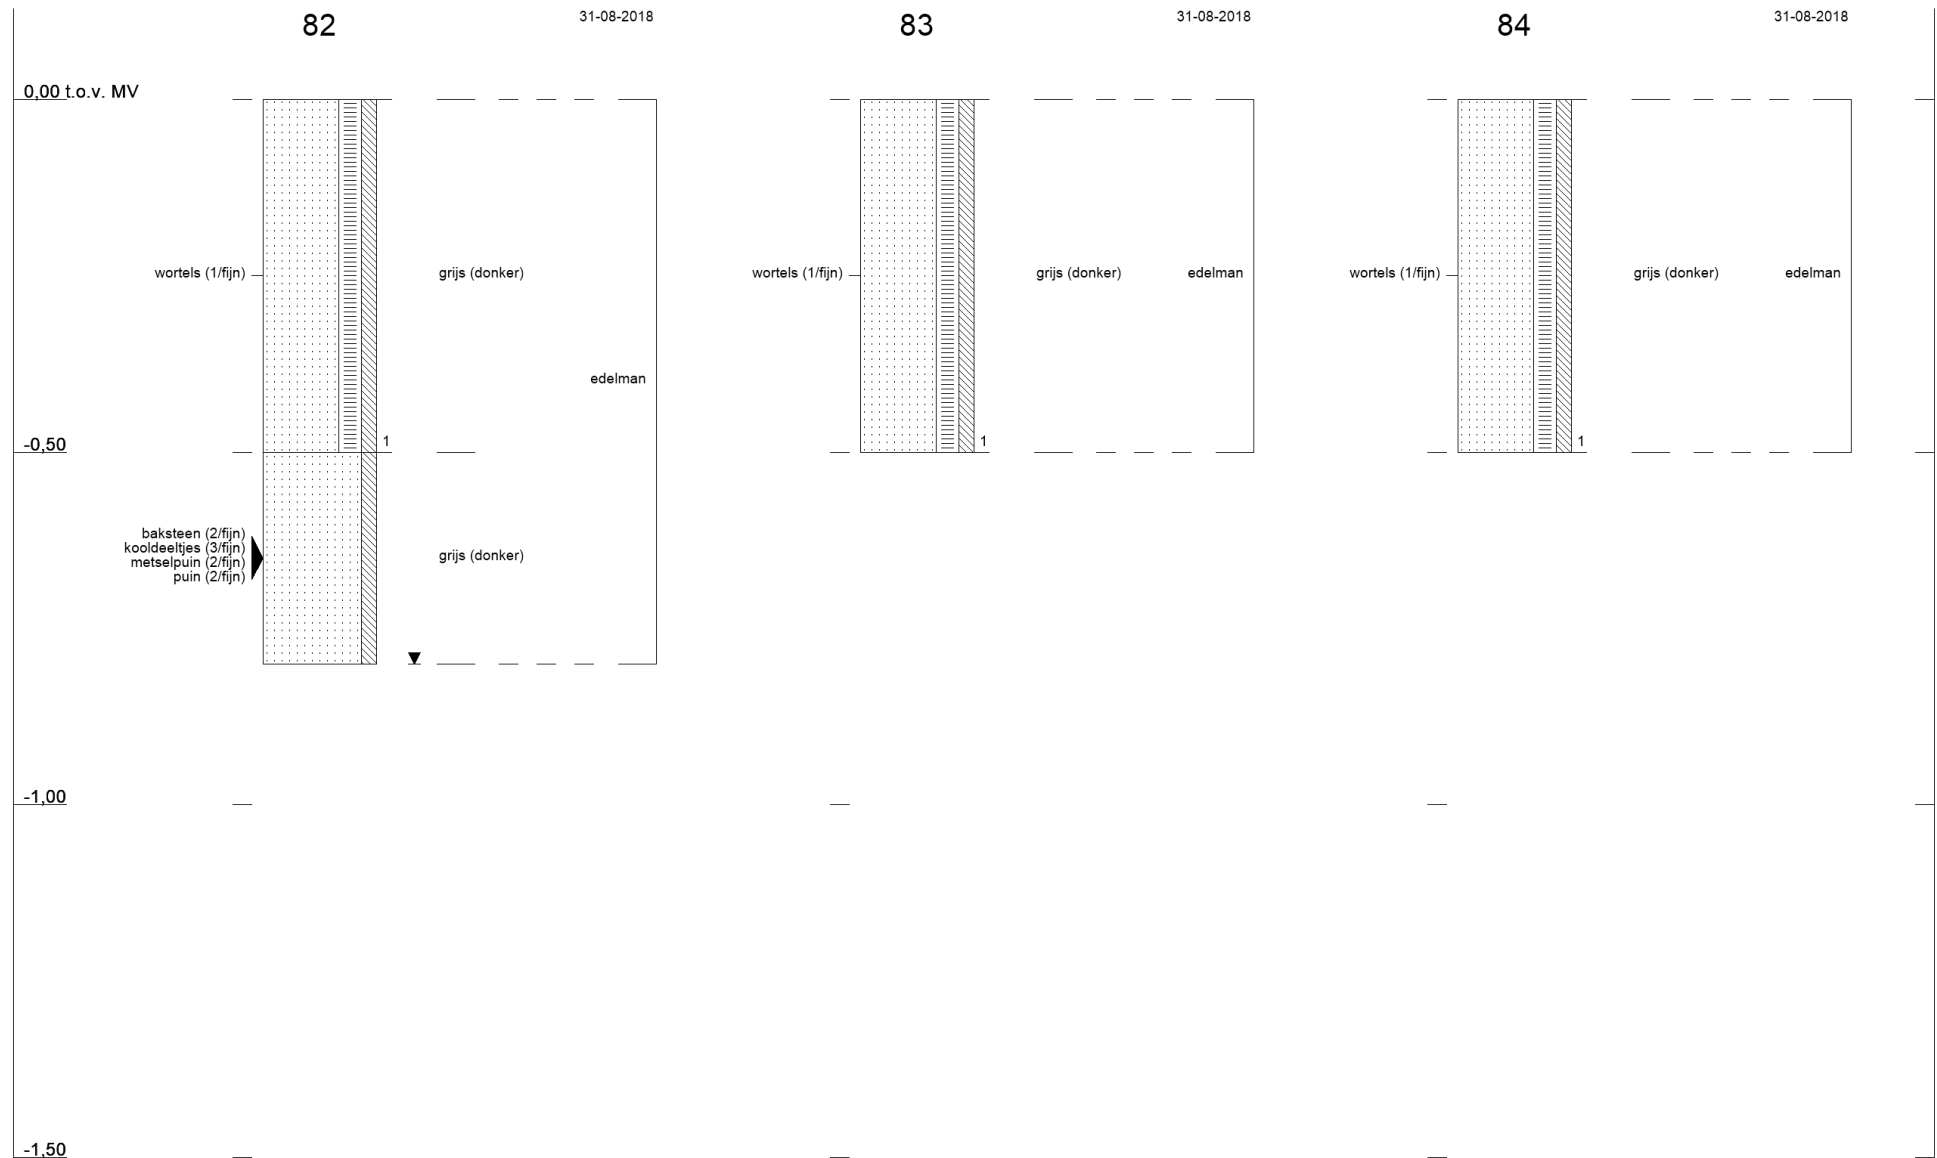 82
31-08-2018
83
31-08-2018
84
31-08-2018
0,00 t.o.v. MV
wortels (1/fijn)
grijs (donker)
wortels (1/fijn)
grijs (donker)
edelman
wortels (1/fijn)
grijs (donker)
edelman
edelman
-0,50
1
1
1
baksteen (2/fijn)
kooldeeltjes (3/fijn)
metselpuin (2/fijn)
puin (2/fijn)
grijs (donker)
-1,00
-1,50